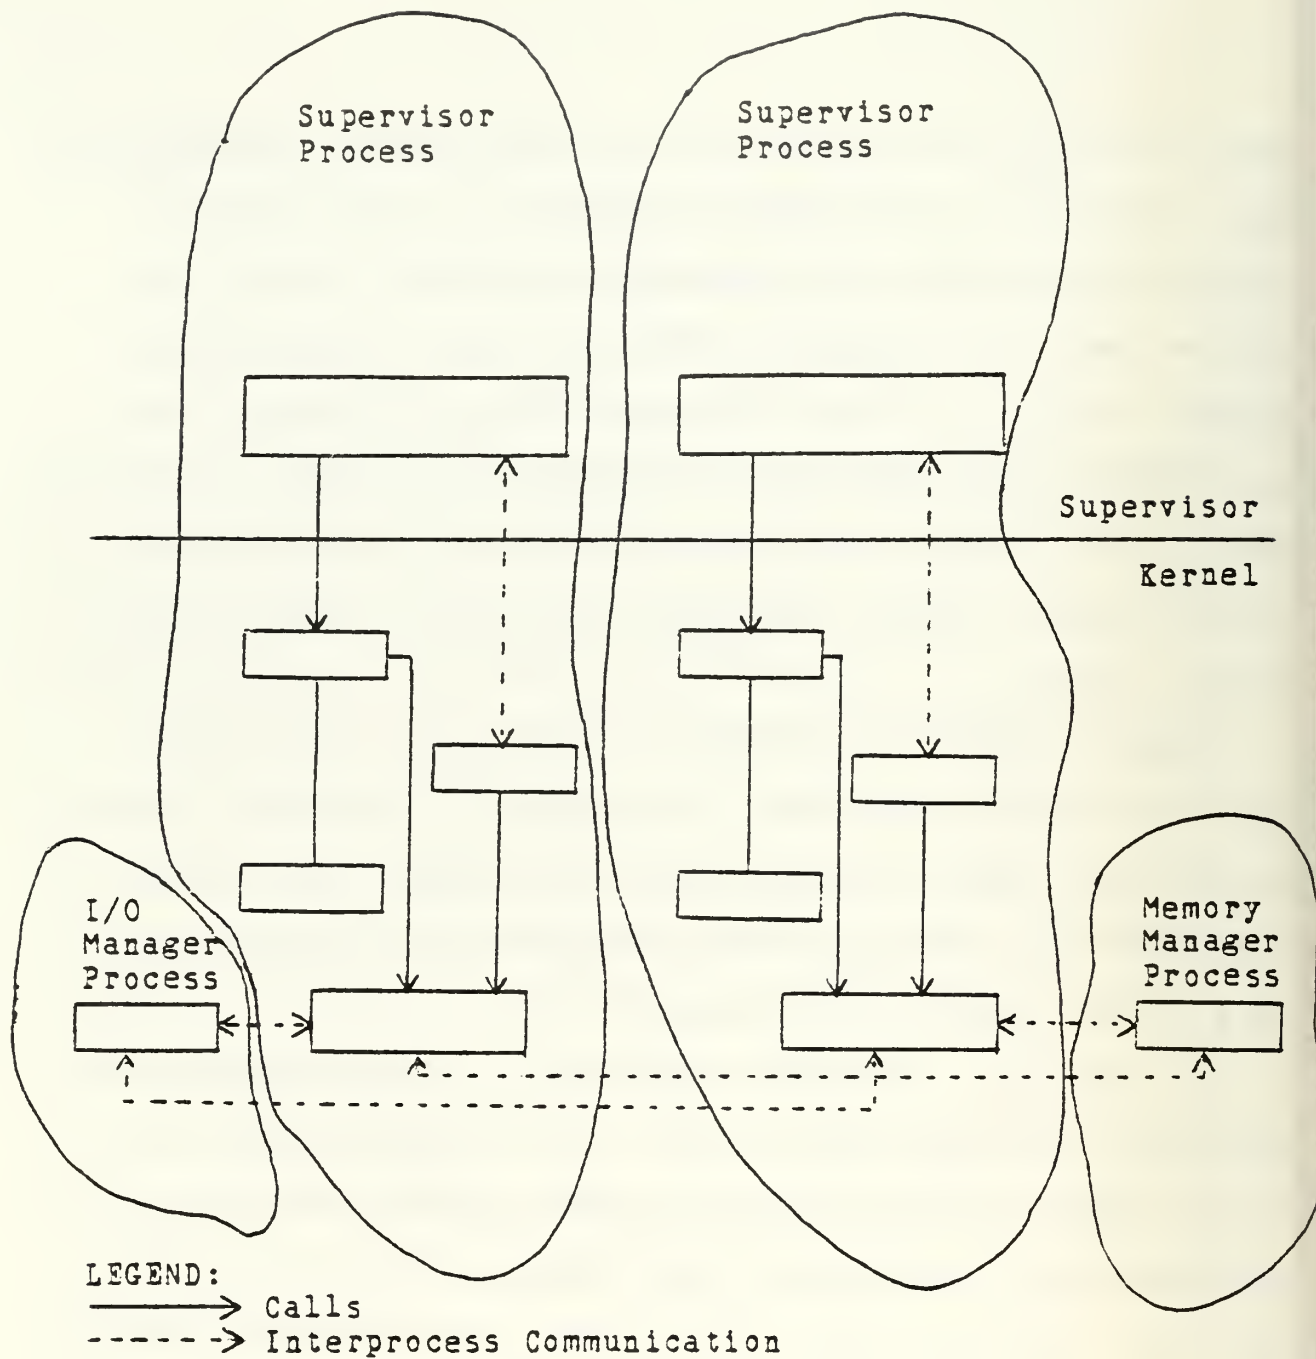 Supervisor
Process
Supervisor
Process
Supervisor
Kernel
I/O
Manager
Process
Memory
Manager
Process
LEGEND:
Calls
Interprocess Communication